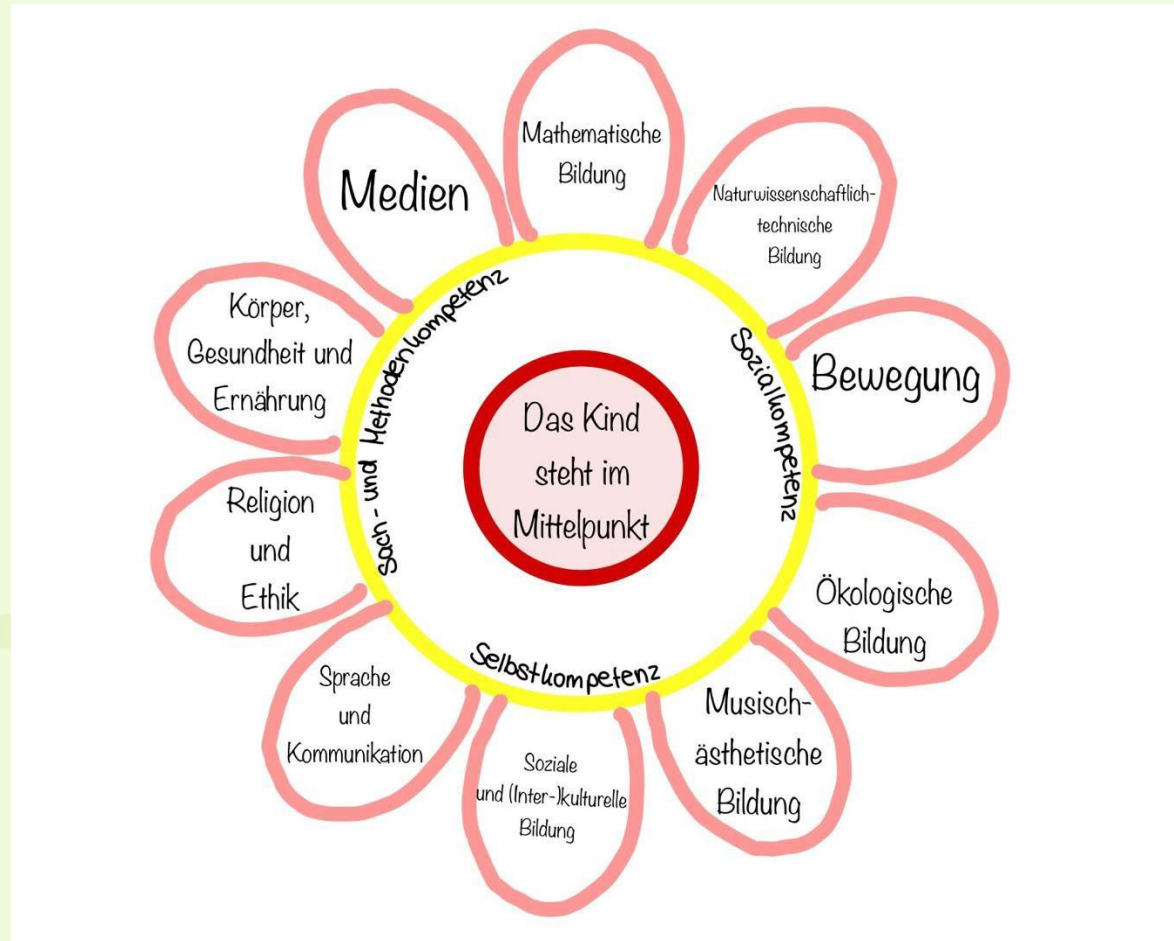 Mathematische
Bildung
Naturwissenschaftlich-
technische
Bildung
Bewegung
Ökologische
Bildung
Musisch-
ästhetische
Bildung
Soziale
und (Inter-)kulturelle
Bildung
Sprache
und
Kommunikation
Religion
und
Ethik
Körper,
Gesundheit und
Ernährung
Medien
Sach- und Methodenkompetenz
Sozialkompetenz
Selbstkompetenz
Das Kind
steht im
Mittelpunkt